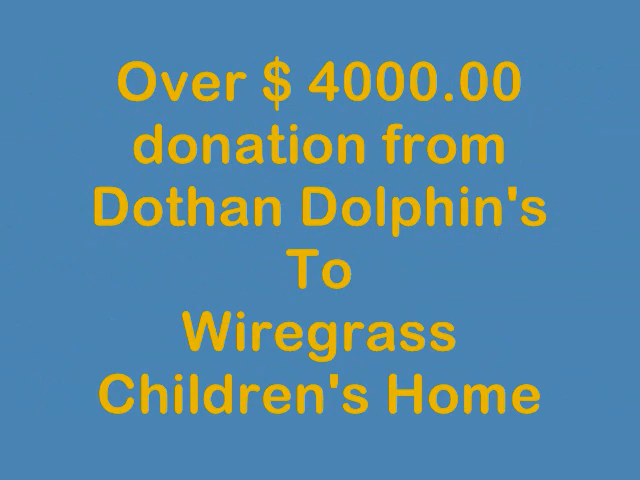 Over $ 4000.00
donation from
Dothan Dolphin's
To
Wiregrass
Children's Home